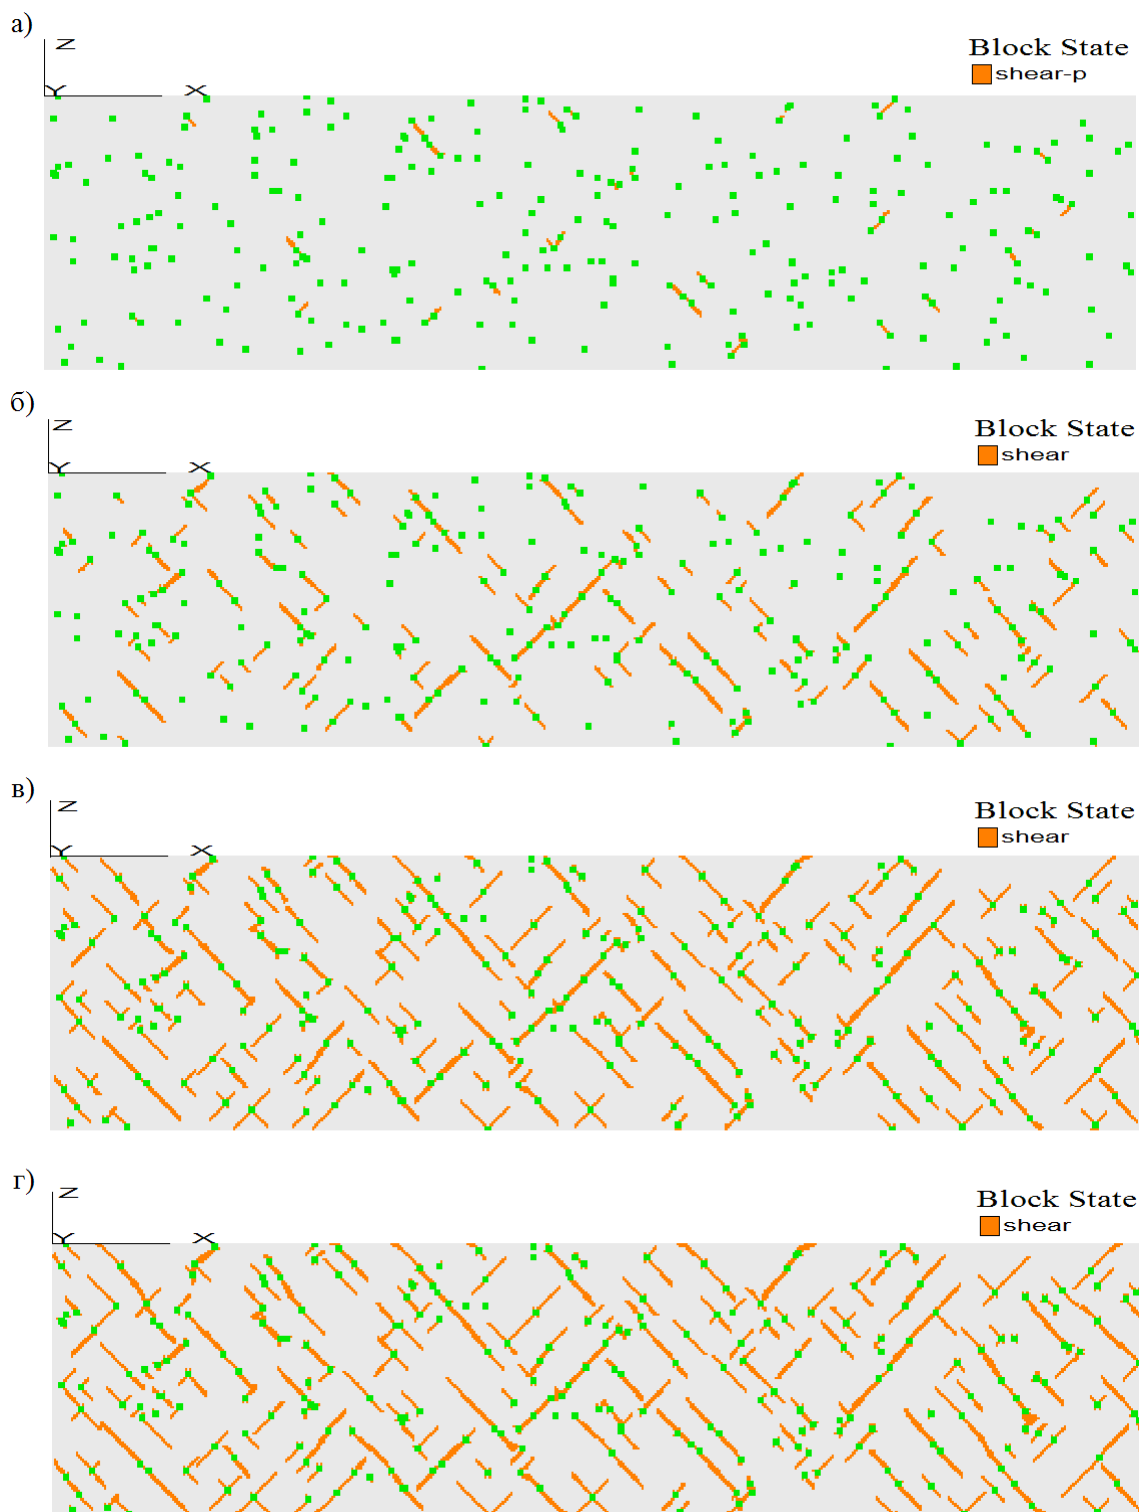 а)
Z
Block State
shear-p
Y X
б)
Z
Block State
Y X
shear
в)
Z
Block State
shear
Y X
г)
Z
Block State
shear
Y X